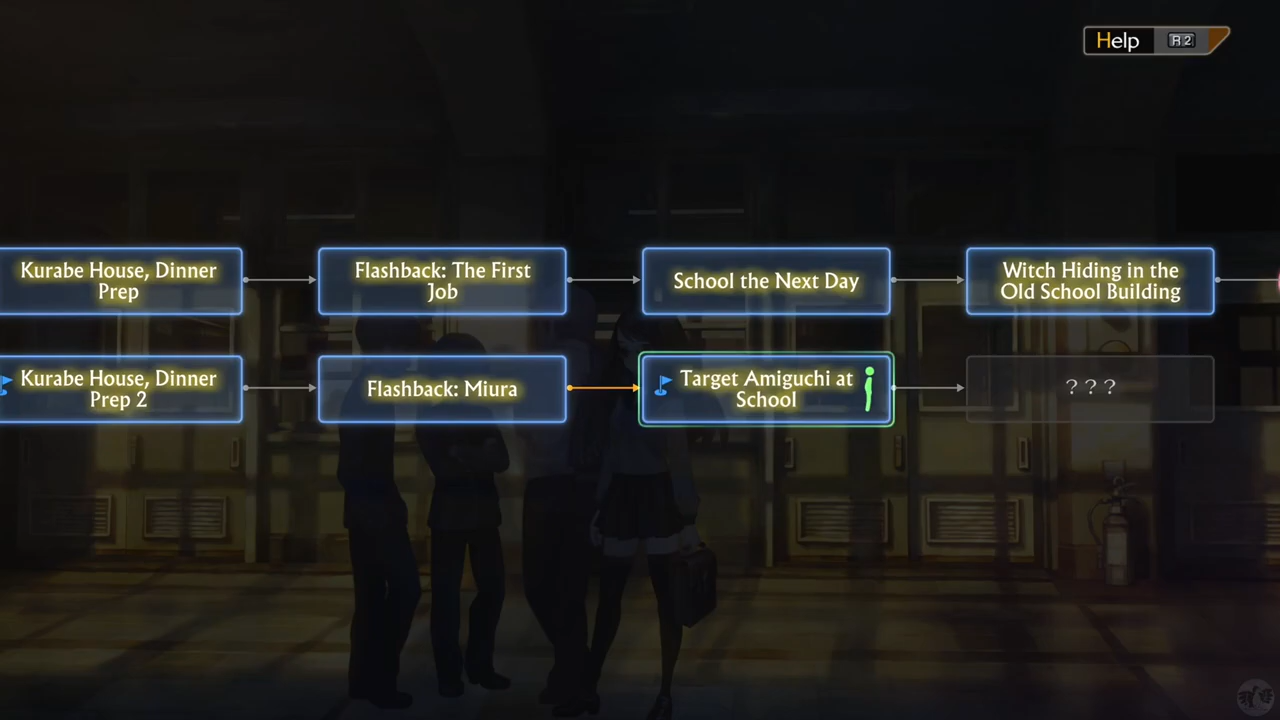 Help R2
Kurabe House, Dinner
Prep
Flashback: The First
Job
School the Next Day
Witch Hiding in the
Old School Building
Kurabe House, Dinner
Prep 2
Flashback: Miura
Target Amiguchi at
School
???